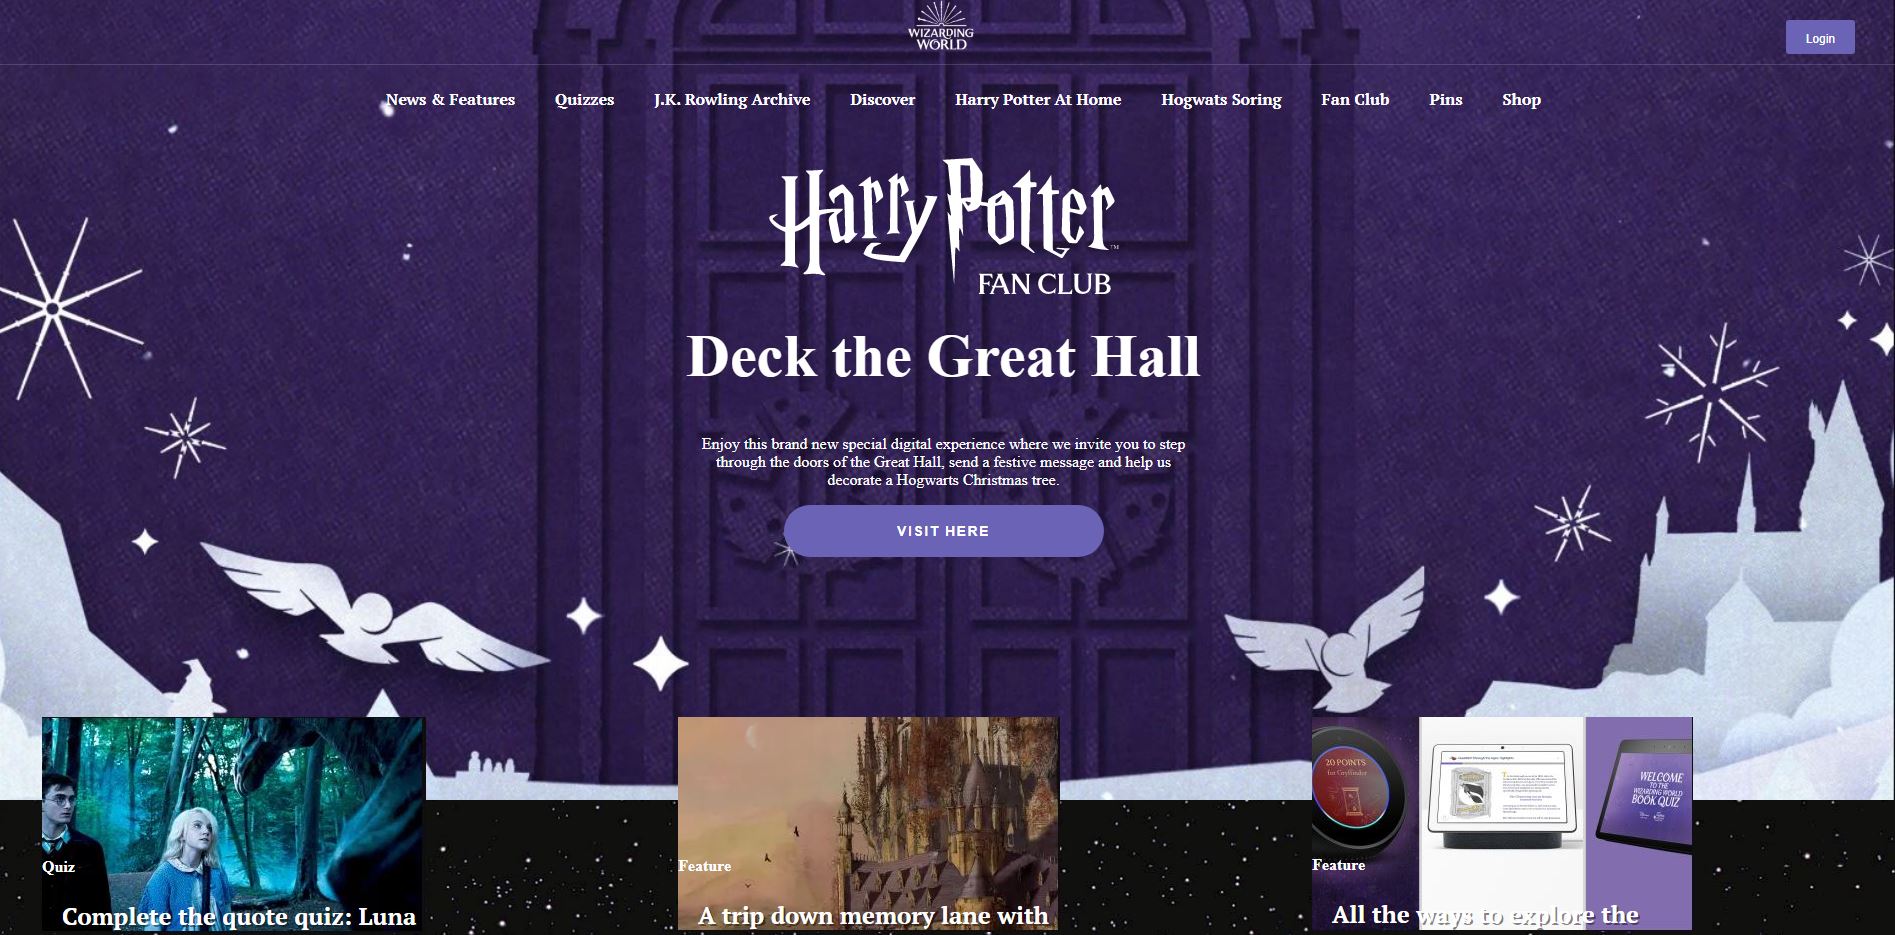 WIZARDING
WORLD
Login
News & Features
Quizzes
J.K. Rowling Archive
Discover
Harry Potter At Home
Hogwats Soring
Fan Club
Pins
Shop
Harry Potter™
FAN CLUB
Deck the Great Hall
Enjoy this brand new special digital experience where we invite you to step
through the doors of the Great Hall, send a festive message and help us
decorate a Hogwarts Christmas tree.
VISIT HERE
Quiz
Complete the quote quiz: Luna
Feature
A trip down memory lane with
20 POINTS
for Gryffindor
WELCOME
TO THE
WIZARDING WORLD
BOOK QUIZ
Feature
All the ways to explore the